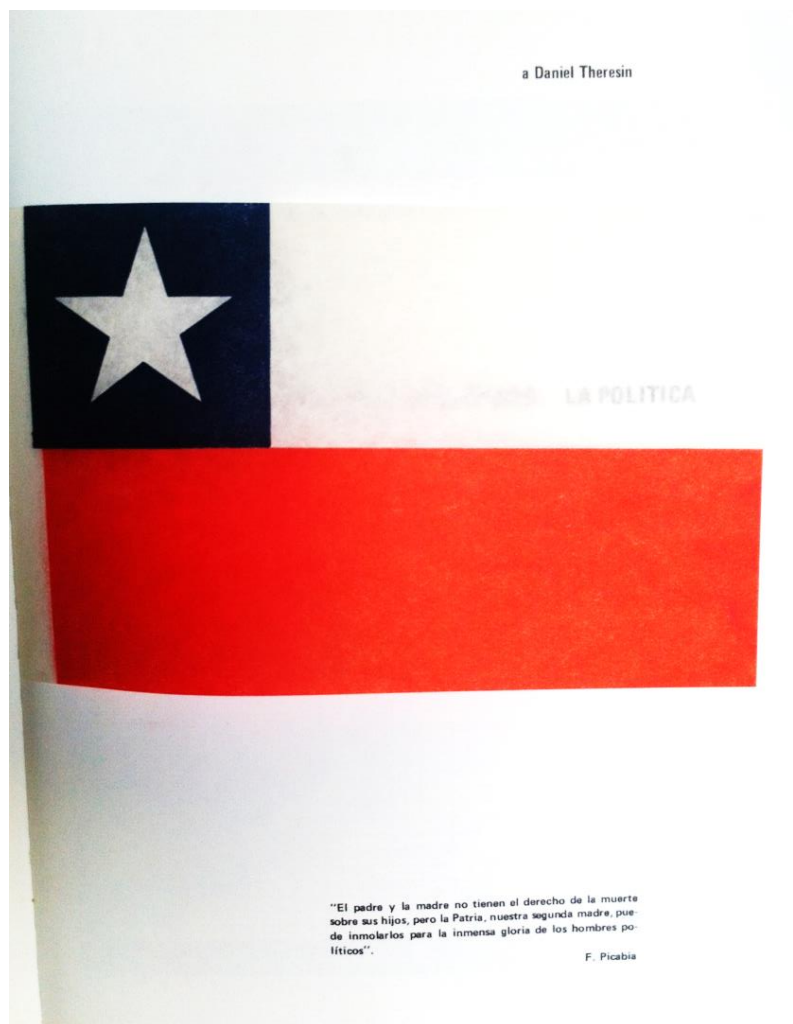 a Daniel Theresin
LA POLITICA
"El padre y la madre no tienen el derecho de la muerte
sobre sus hijos, pero la Patria, nuestra segunda madre, pue-
de inmolarlos para la inmensa gloria de los hombres po-
líticos".
F. Picabia